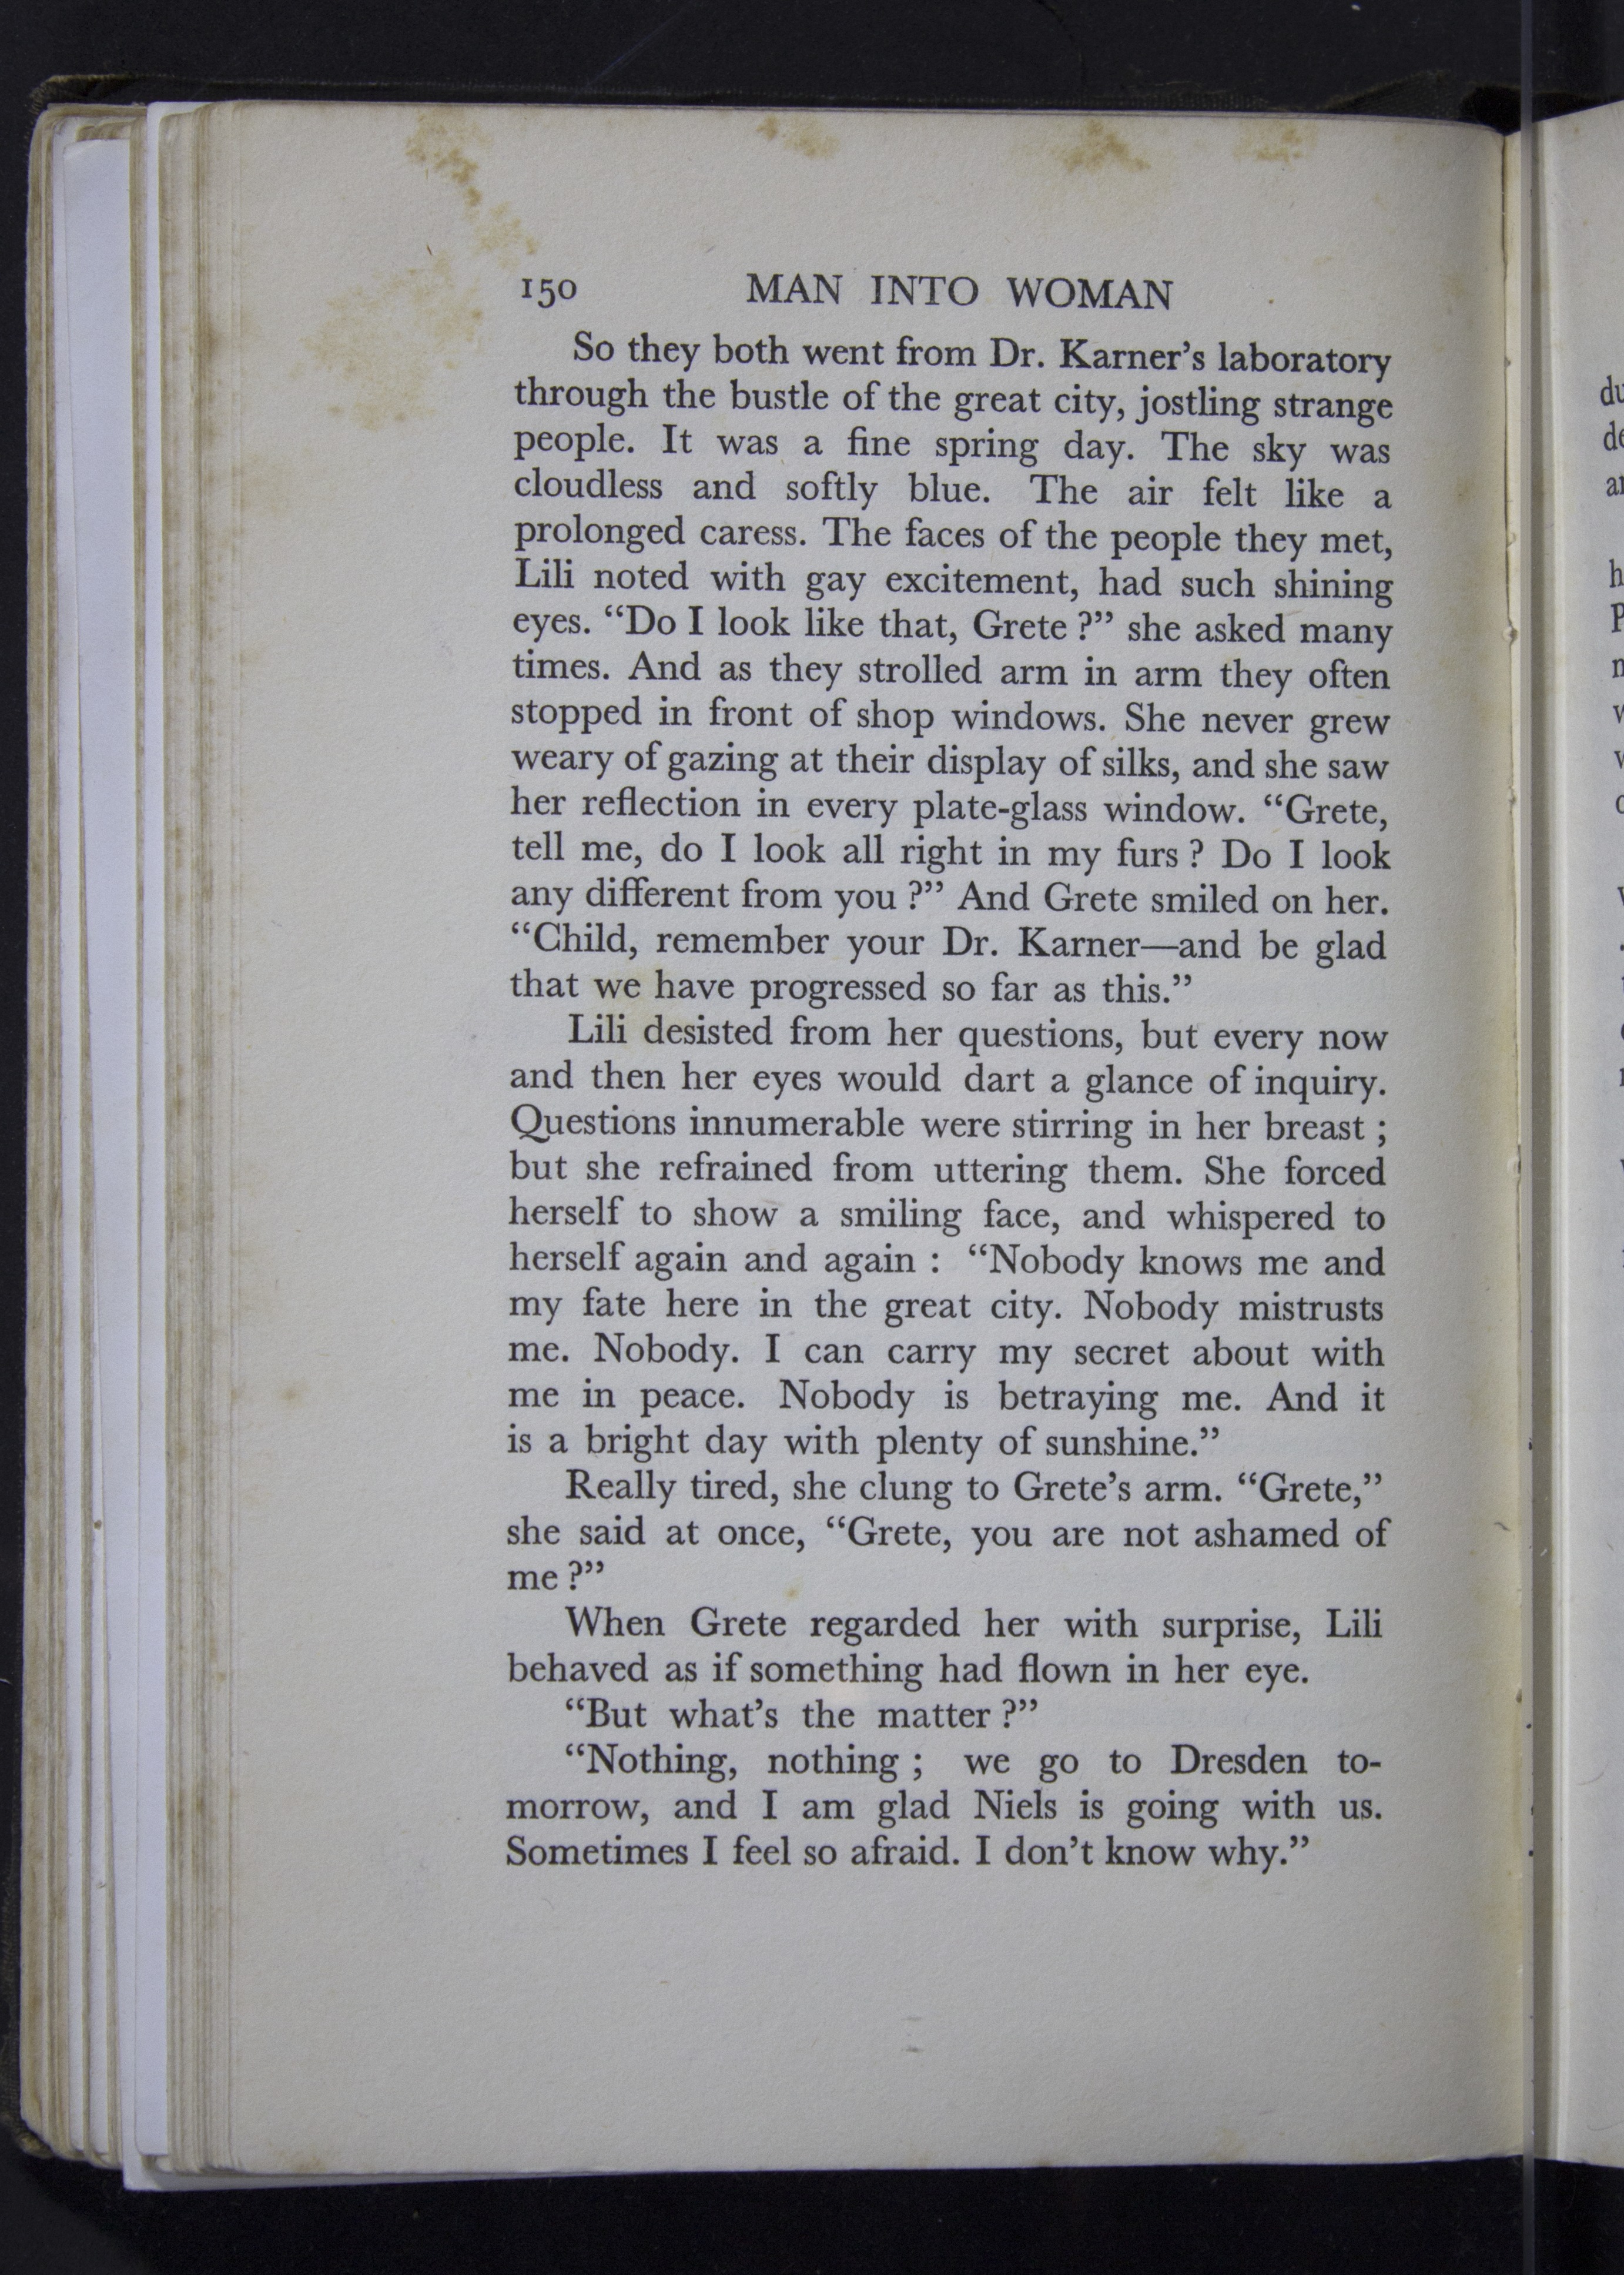 150 MAN INTO WOMAN
So they both went from Dr. Karner's laboratory
through the bustle of the great city, jostling strange
people. It was a fine spring day. The sky was
cloudless and softly blue. The air felt like a
prolonged caress. The faces of the people they met,
Lili noted with gay excitement, had such shining
eyes. “Do I look like that, Grete ?” she asked many
times. And as they strolled arm in arm they often
stopped in front of shop windows. She never grew
weary of gazing at their display of silks, and she saw
her reflection in every plate-glass window. “Grete,
tell me, do I look all right in my furs ? Do I look
any different from you ?” And Grete smiled on her.
“Child, remember your Dr. Karner—and be glad
that we have progressed so far as this.”
Lili desisted from her questions, but every now
and then her eyes would dart a glance of inquiry.
Questions innumerable were stirring in her breast ;
but she refrained from uttering them. She forced
herself to show a smiling face, and whispered to
herself again and again : “Nobody knows me and
my fate here in the great city. Nobody mistrusts
me. Nobody. I can carry my secret about with
me in peace. Nobody is betraying me. And it
is a bright day with plenty of sunshine.”
Really tired, she clung to Grete's arm. “Grete,”
she said at once, “Grete, you are not ashamed of
me ?”
When Grete regarded her with surprise, Lili
behaved as if something had flown in her eye.
“But what's the matter ?”
“Nothing, nothing ; we go to Dresden to-
morrow, and I am glad Niels is going with us.
Sometimes I feel so afraid. I don't know why.”